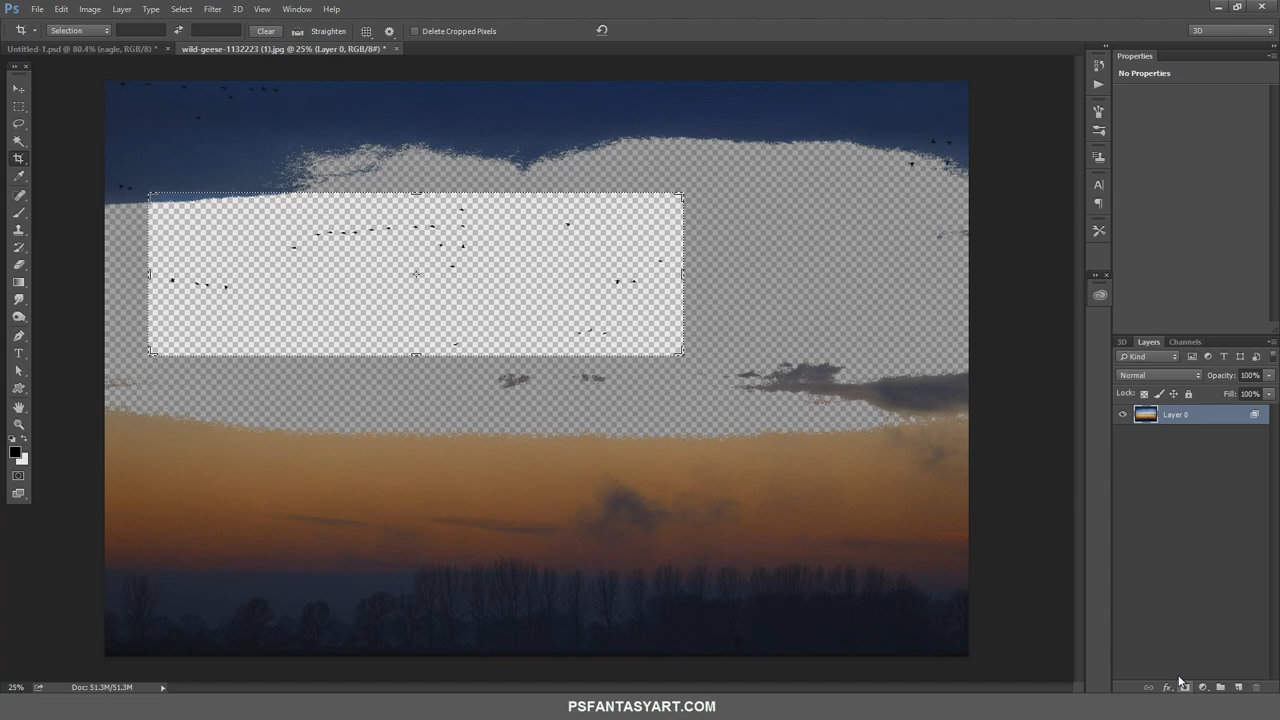 Ps File Edit Image Layer Type Select Filter 3D View Window Help
Selection Clear Straighten Delete Cropped Pixels 3D
Untitled-1.psd @ 80.4% (eagle, RGB/8) * × wild-geese-1132223 (1).jpg @ 25% (Layer 0, RGB/8#) * ×
Properties
No Properties
3D Layers Channels
Kind
Normal Opacity: 100%
Lock: Fill: 100%
Layer 0
25% Doc: 51.3M/51.3M
PSFANTASYART.COM